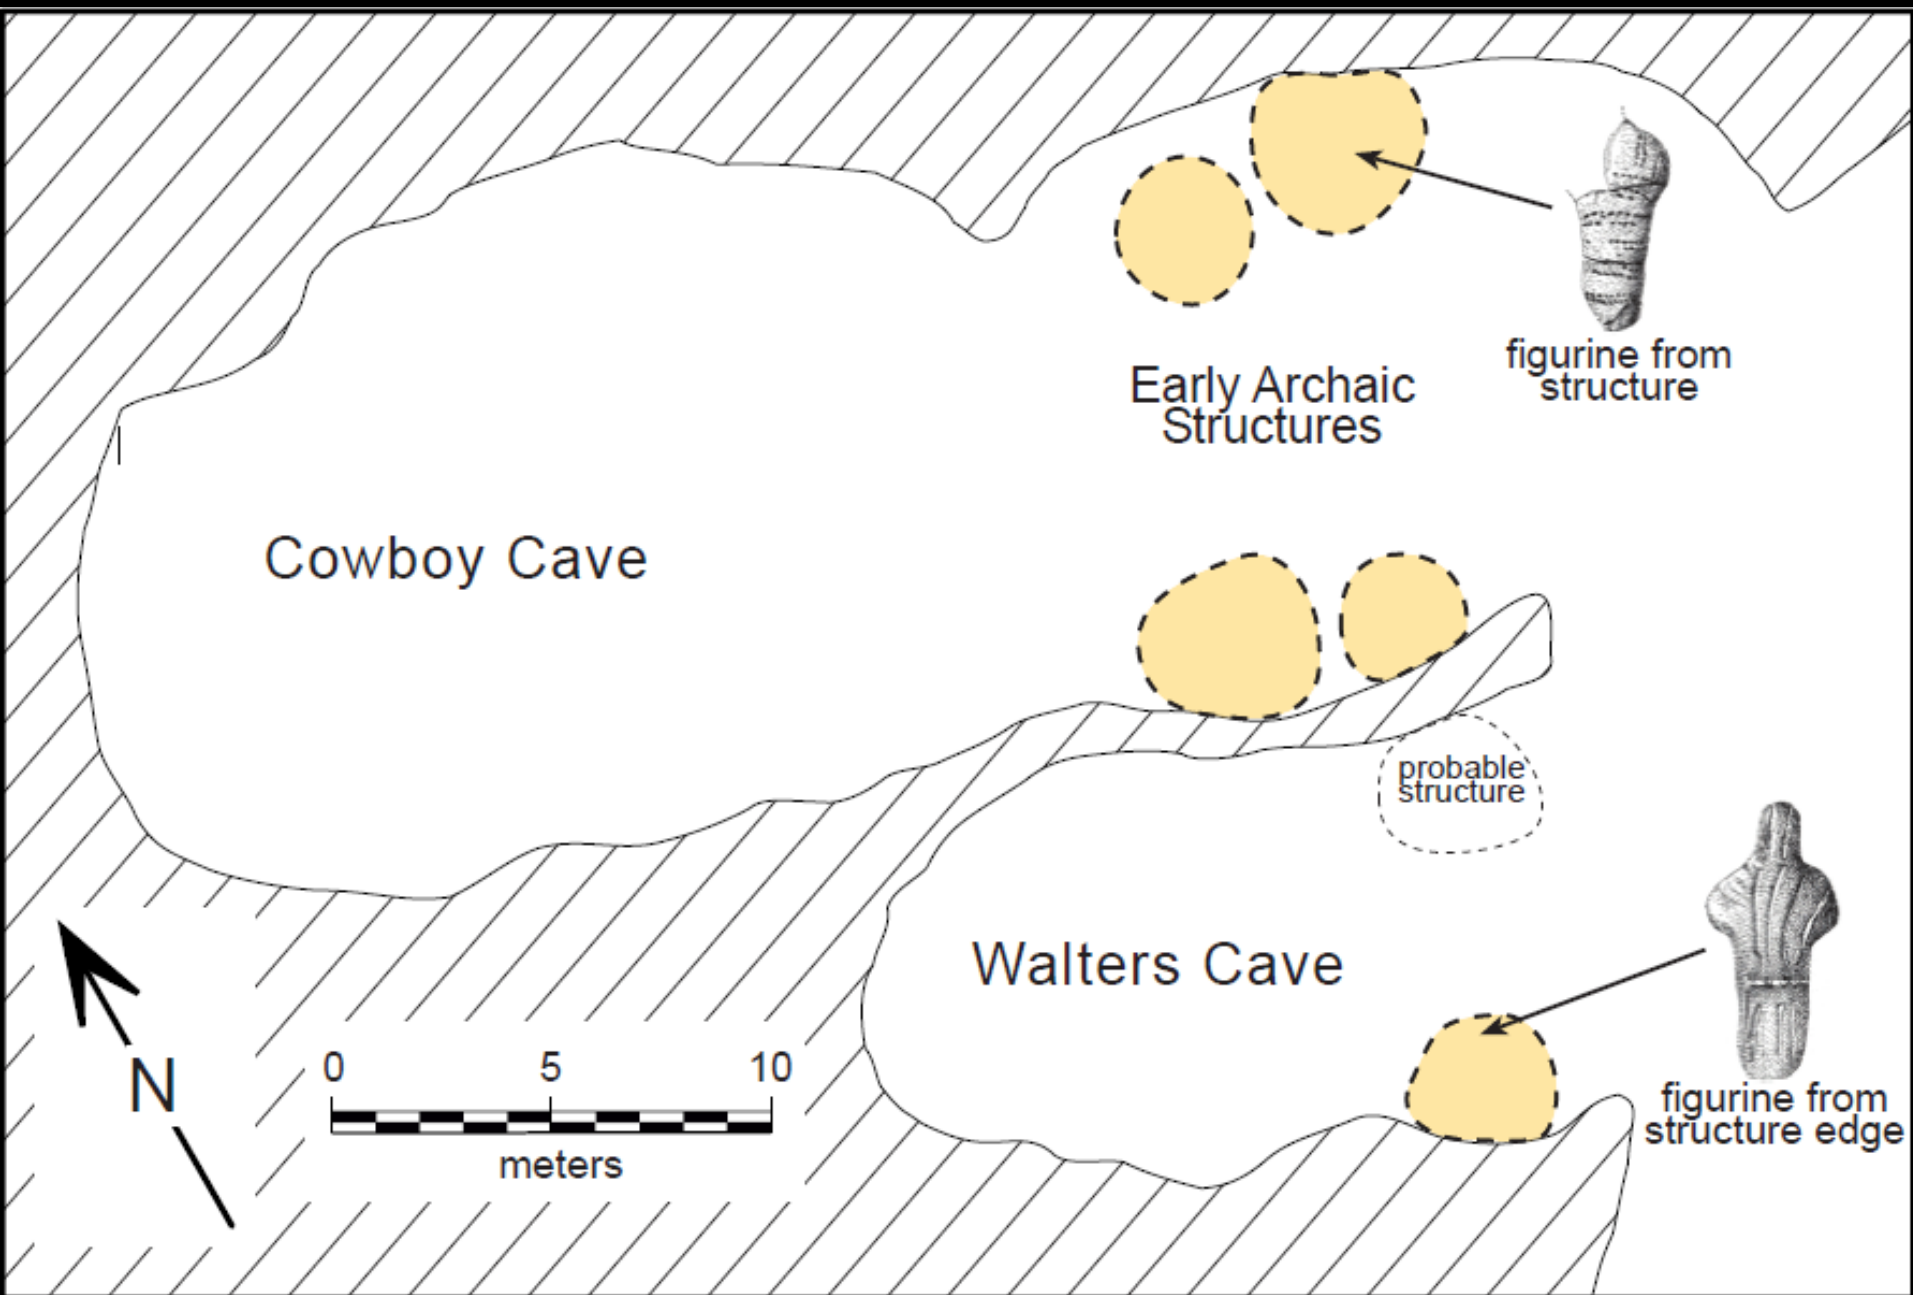 figurine from
structure
Early Archaic
Structures
Cowboy Cave
probable
structure
Walters Cave
N
0 5 10
meters
figurine from
structure edge